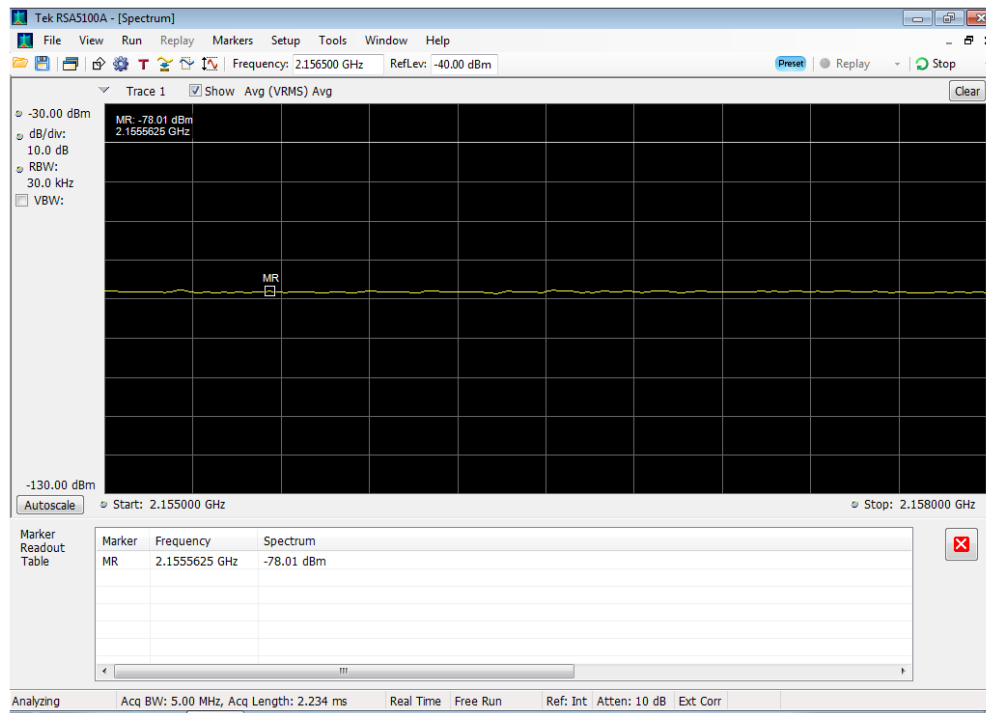 Tek RSA5100A - [Spectrum]
File View Run Replay Markers Setup Tools Window Help
T Frequency: 2.156500 GHz RefLev: -40.00 dBm Preset Replay Stop
Trace 1 Show Avg (VRMS) Avg Clear
-30.00 dBm
dB/div:
10.0 dB
RBW:
30.0 kHz
VBW:
MR: -78.01 dBm
2.1555625 GHz
MR
-130.00 dBm
Autoscale Start: 2.155000 GHz Stop: 2.158000 GHz
Marker
Readout
Table
Marker Frequency Spectrum
MR 2.1555625 GHz -78.01 dBm
Analyzing Acq BW: 5.00 MHz, Acq Length: 2.234 ms Real Time Free Run Ref: Int Atten: 10 dB Ext Corr